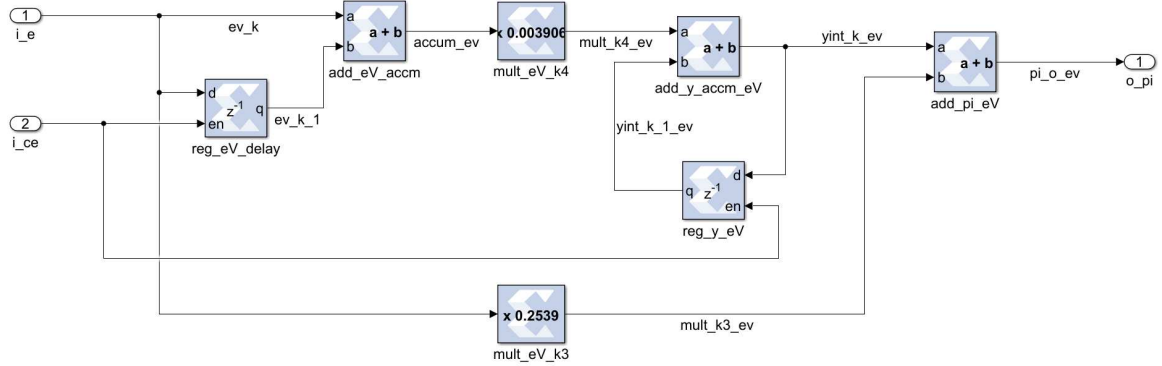 1
i_e
ev_k
a
b
a + b
add_eV_accm
accum_ev
x 0.003906
mult_eV_k4
mult_k4_ev
a
b
a + b
add_y_accm_eV
yint_k_ev
a
b
a + b
add_pi_eV
pi_o_ev
1
o_pi
2
i_ce
d
en
z-1
q
reg_eV_delay
ev_k_1
yint_k_1_ev
q
z-1
d
en
reg_y_eV
x 0.2539
mult_eV_k3
mult_k3_ev